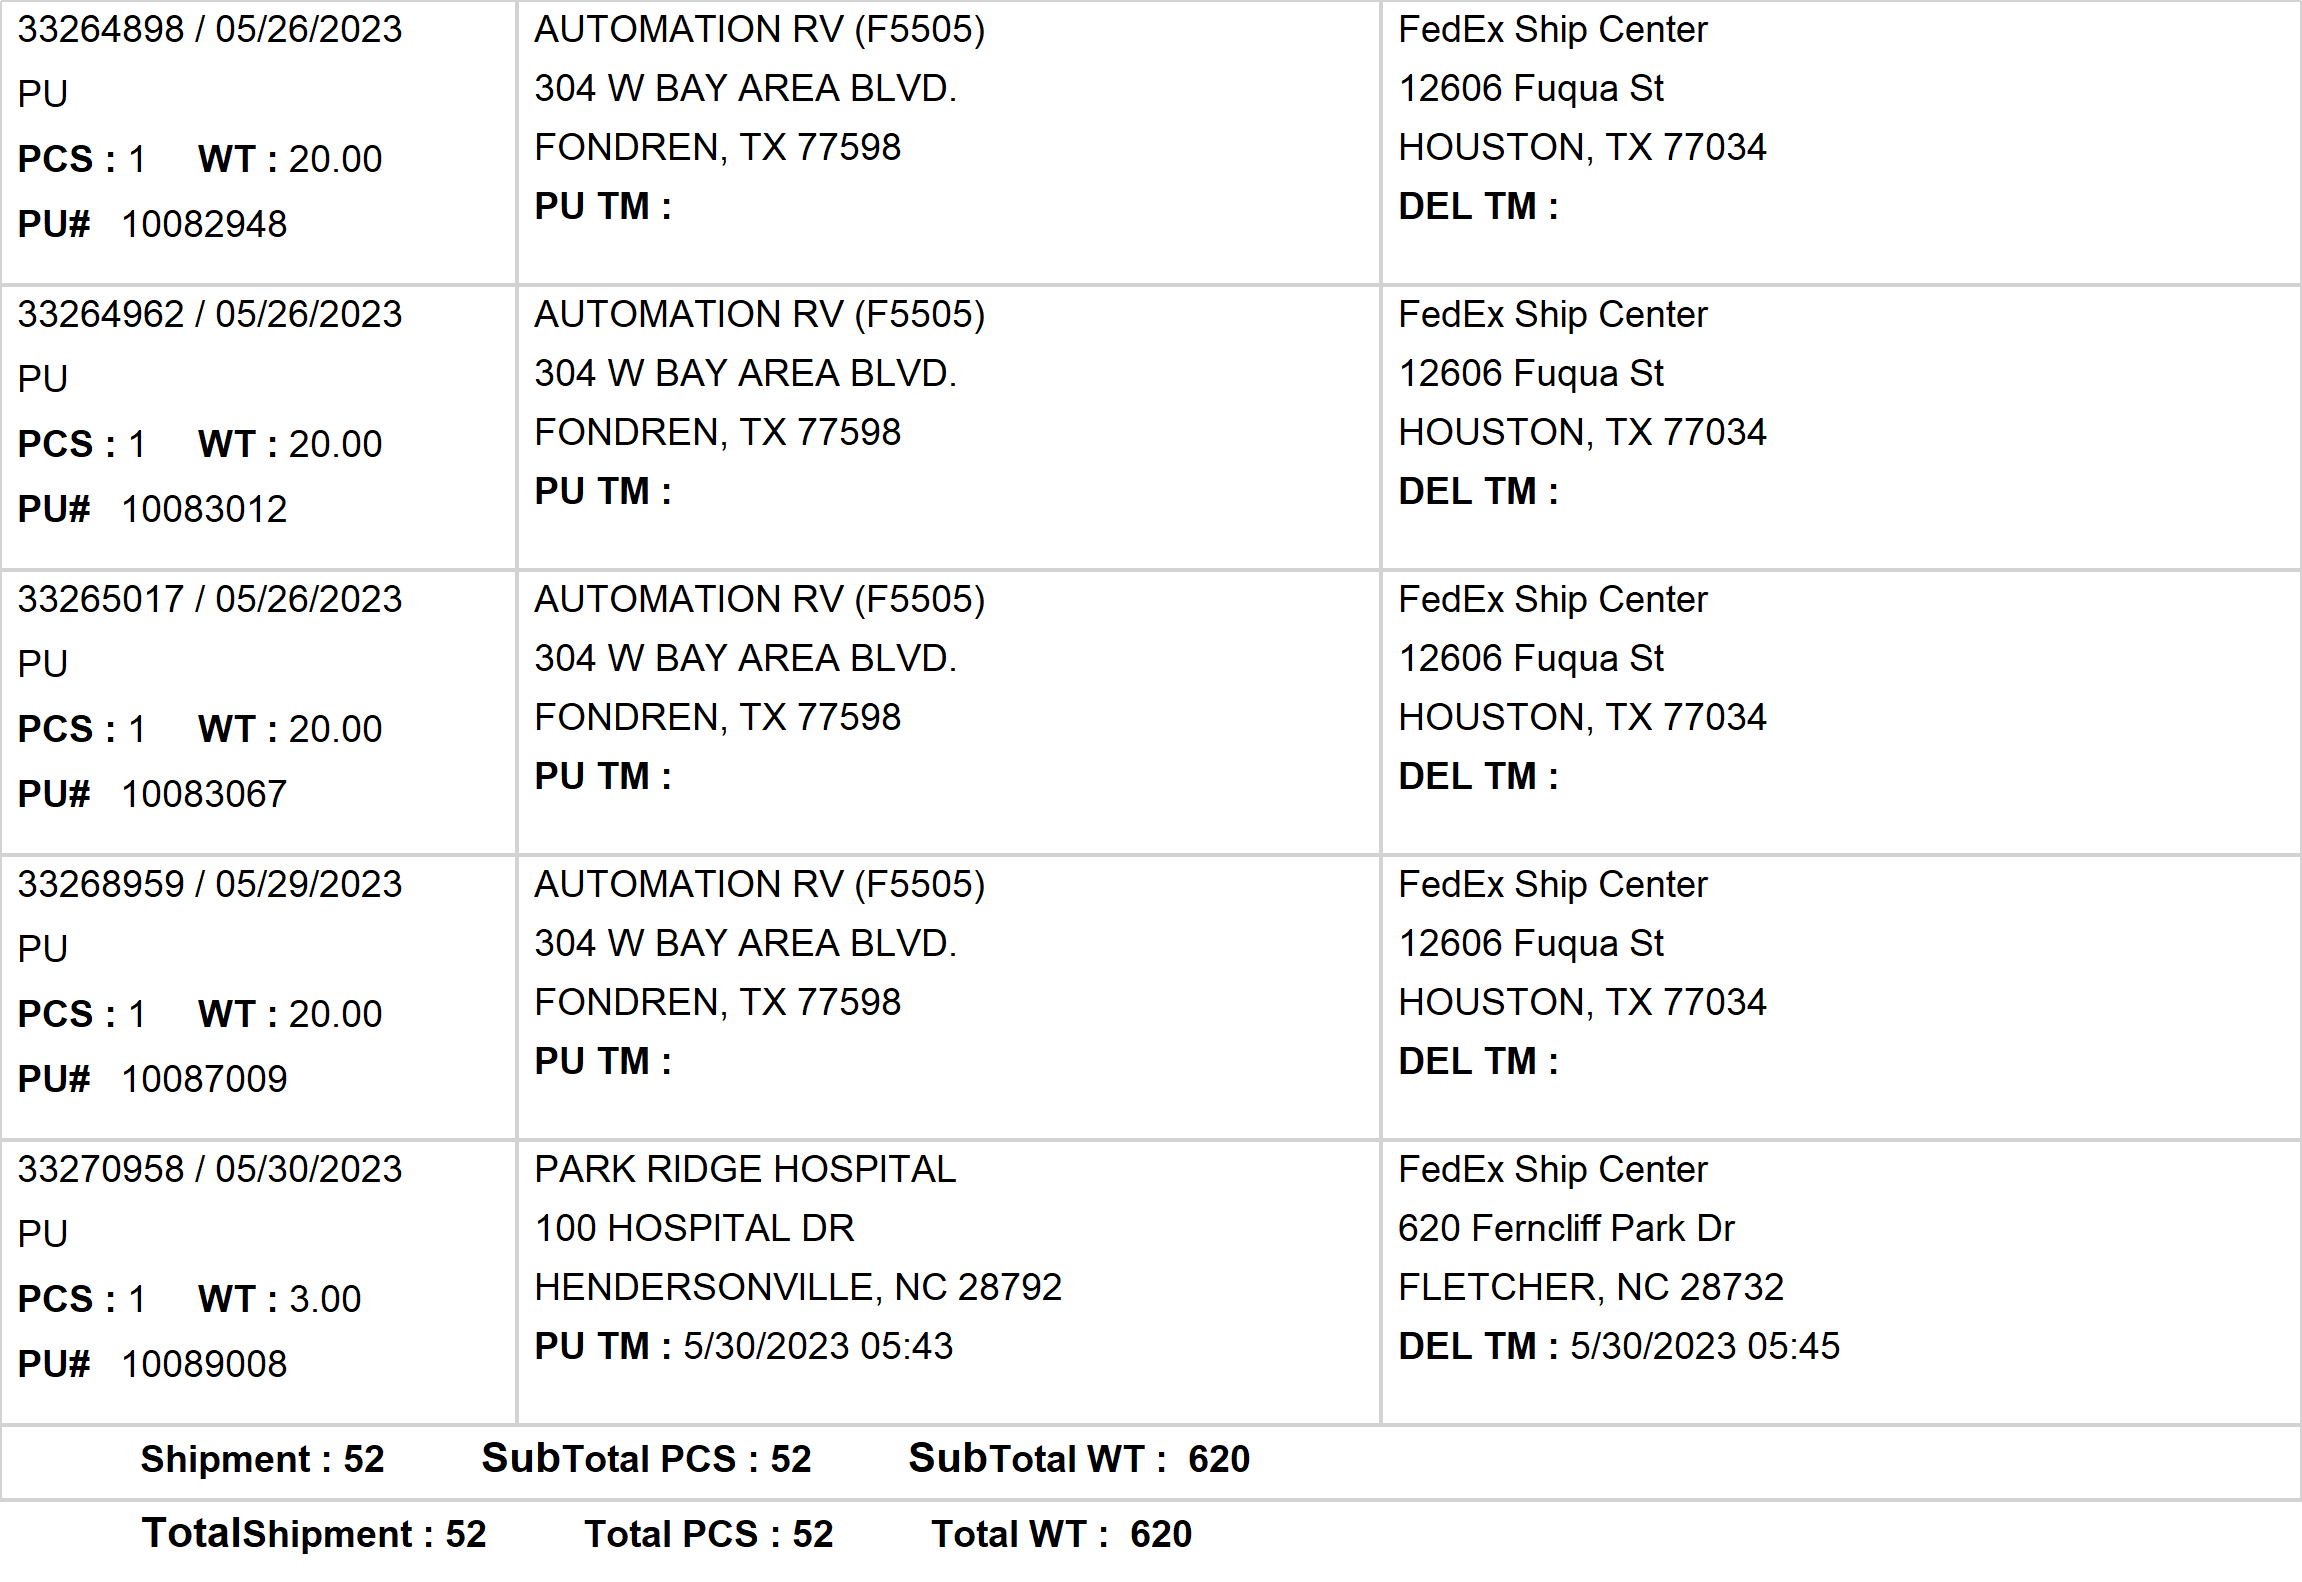 33264898 / 05/26/2023
PU
PCS : 1 WT : 20.00
PU# 10082948
AUTOMATION RV (F5505)
304 W BAY AREA BLVD.
FONDREN, TX 77598
PU TM :
FedEx Ship Center
12606 Fuqua St
HOUSTON, TX 77034
DEL TM :
33264962 / 05/26/2023
PU
PCS : 1 WT : 20.00
PU# 10083012
AUTOMATION RV (F5505)
304 W BAY AREA BLVD.
FONDREN, TX 77598
PU TM :
FedEx Ship Center
12606 Fuqua St
HOUSTON, TX 77034
DEL TM :
33265017 / 05/26/2023
PU
PCS : 1 WT : 20.00
PU# 10083067
AUTOMATION RV (F5505)
304 W BAY AREA BLVD.
FONDREN, TX 77598
PU TM :
FedEx Ship Center
12606 Fuqua St
HOUSTON, TX 77034
DEL TM :
33268959 / 05/29/2023
PU
PCS : 1 WT : 20.00
PU# 10087009
AUTOMATION RV (F5505)
304 W BAY AREA BLVD.
FONDREN, TX 77598
PU TM :
FedEx Ship Center
12606 Fuqua St
HOUSTON, TX 77034
DEL TM :
33270958 / 05/30/2023
PU
PCS : 1 WT : 3.00
PU# 10089008
PARK RIDGE HOSPITAL
100 HOSPITAL DR
HENDERSONVILLE, NC 28792
PU TM : 5/30/2023 05:43
FedEx Ship Center
620 Ferncliff Park Dr
FLETCHER, NC 28732
DEL TM : 5/30/2023 05:45
Shipment : 52 SubTotal PCS : 52 SubTotal WT : 620
TotalShipment : 52 Total PCS : 52 Total WT : 620